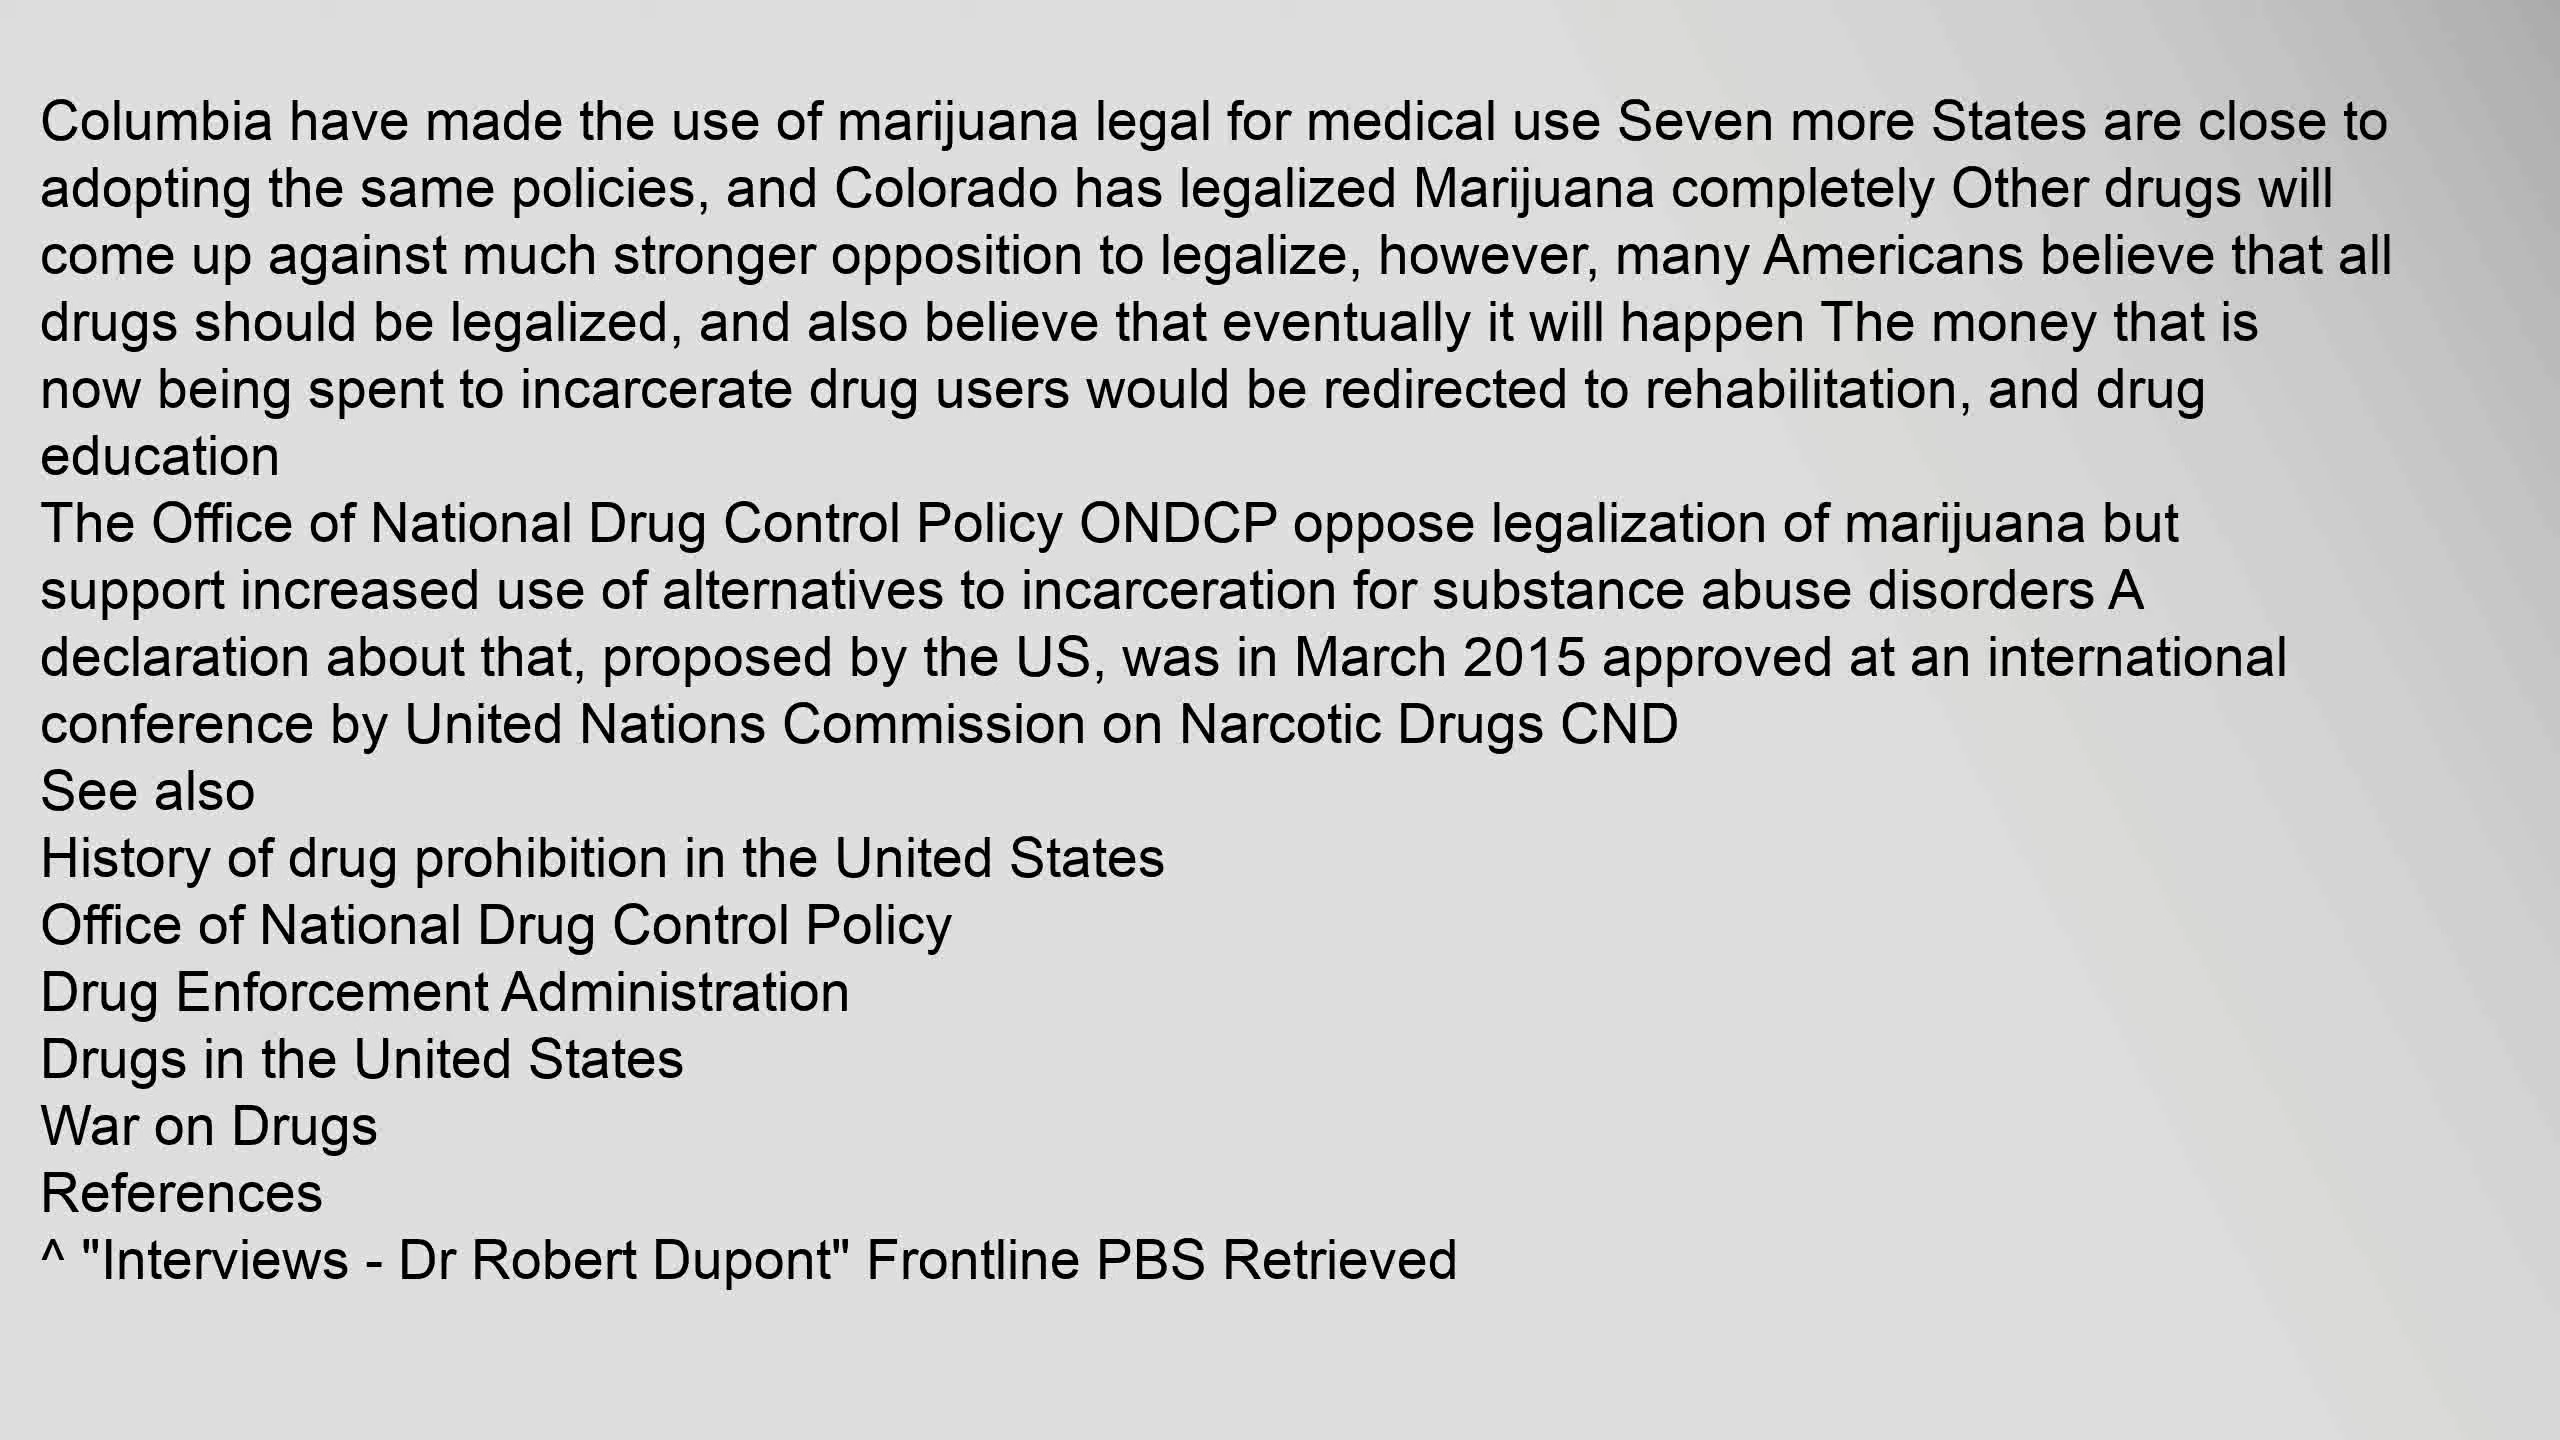 Columbia have made the use of marijuana legal for medical use Seven more States are close to
adopting the same policies, and Colorado has legalized Marijuana completely Other drugs will
come up against much stronger opposition to legalize, however, many Americans believe that all
drugs should be legalized, and also believe that eventually it will happen The money that is
now being spent to incarcerate drug users would be redirected to rehabilitation, and drug
education
The Office of National Drug Control Policy ONDCP oppose legalization of marijuana but
support increased use of alternatives to incarceration for substance abuse disorders A
declaration about that, proposed by the US, was in March 2015 approved at an international
conference by United Nations Commission on Narcotic Drugs CND
See also
History of drug prohibition in the United States
Office of National Drug Control Policy
Drug Enforcement Administration
Drugs in the United States
War on Drugs
References
^ "Interviews - Dr Robert Dupont" Frontline PBS Retrieved